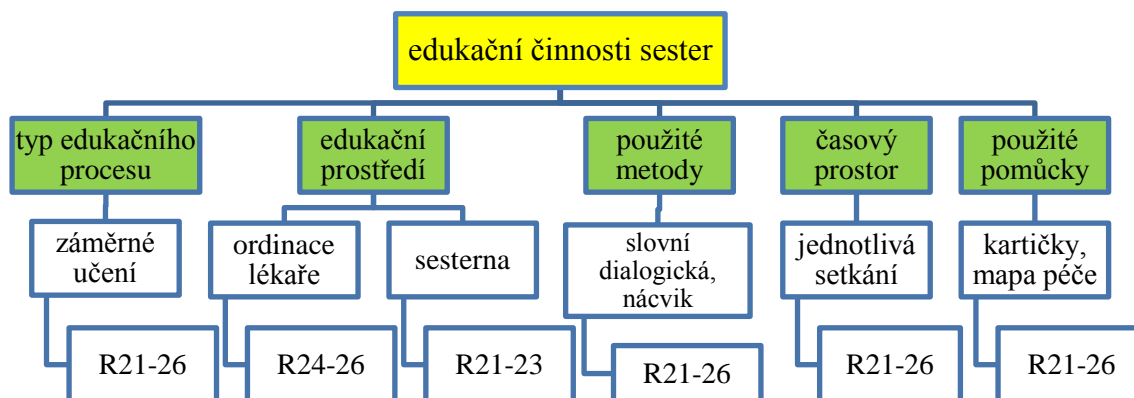 edukační činnosti sester
typ edukačního
procesu
edukační
prostředí
použité
metody
časový
prostor
použité
pomůcky
záměrné
učení
ordinace
lékaře
sesterna
slovní
dialogická,
nácvik
jednotlivá
setkání
kartičky,
mapa péče
R21-26
R24-26
R21-23
R21-26
R21-26
R21-26